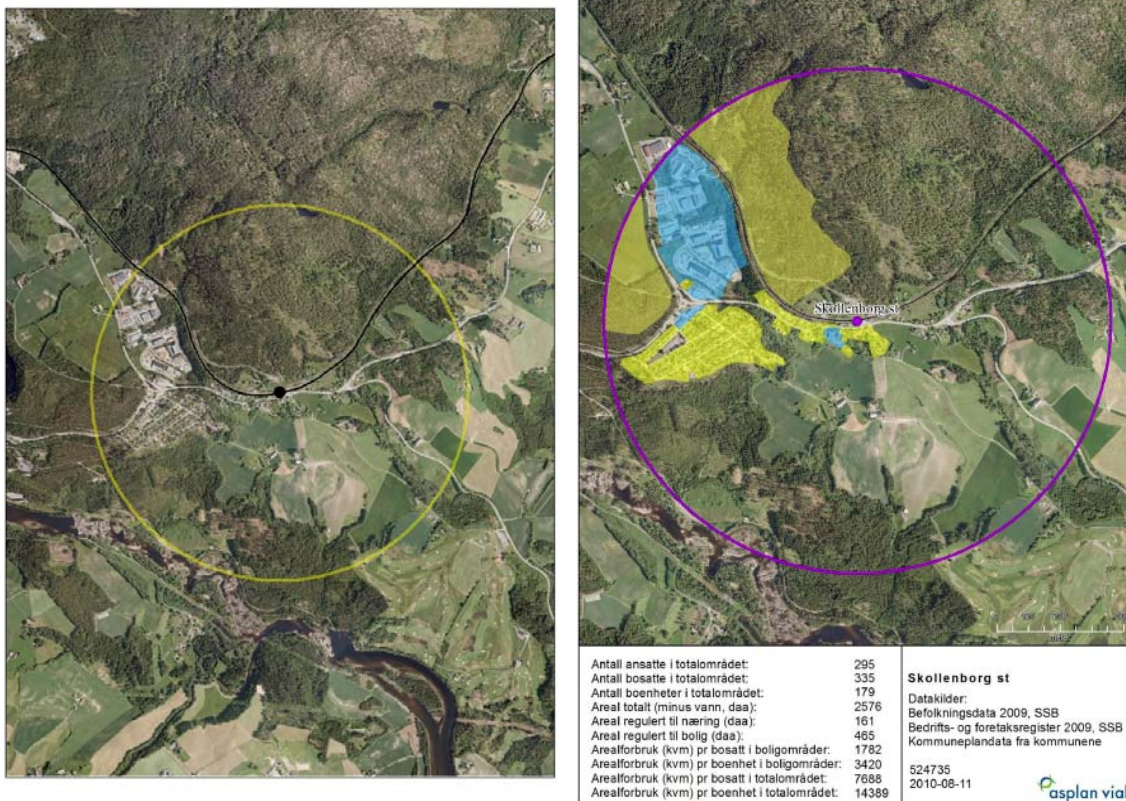 Skollenborg st
Antall ansatte i totalområdet: 295
Antall bosatte i totalområdet: 335
Antall boenheter i totalområdet: 179
Areal totalt (minus vann, daa): 2576
Areal regulert til næring (daa): 161
Areal regulert til bolig (daa): 465
Arealforbruk (kvm) pr bosatt i boligområder: 1782
Arealforbruk (kvm) pr boenhet i boligområder: 3420
Arealforbruk (kvm) pr bosatt i totalområdet: 7688
Arealforbruk (kvm) pr boenhet i totalområdet: 14389
Skollenborg st
Datakilder:
Befolkningsdata 2009, SSB
Bedrifts- og foretaksregister 2009, SSB
Kommuneplandata fra kommunene
524735
2010-08-11
asplan